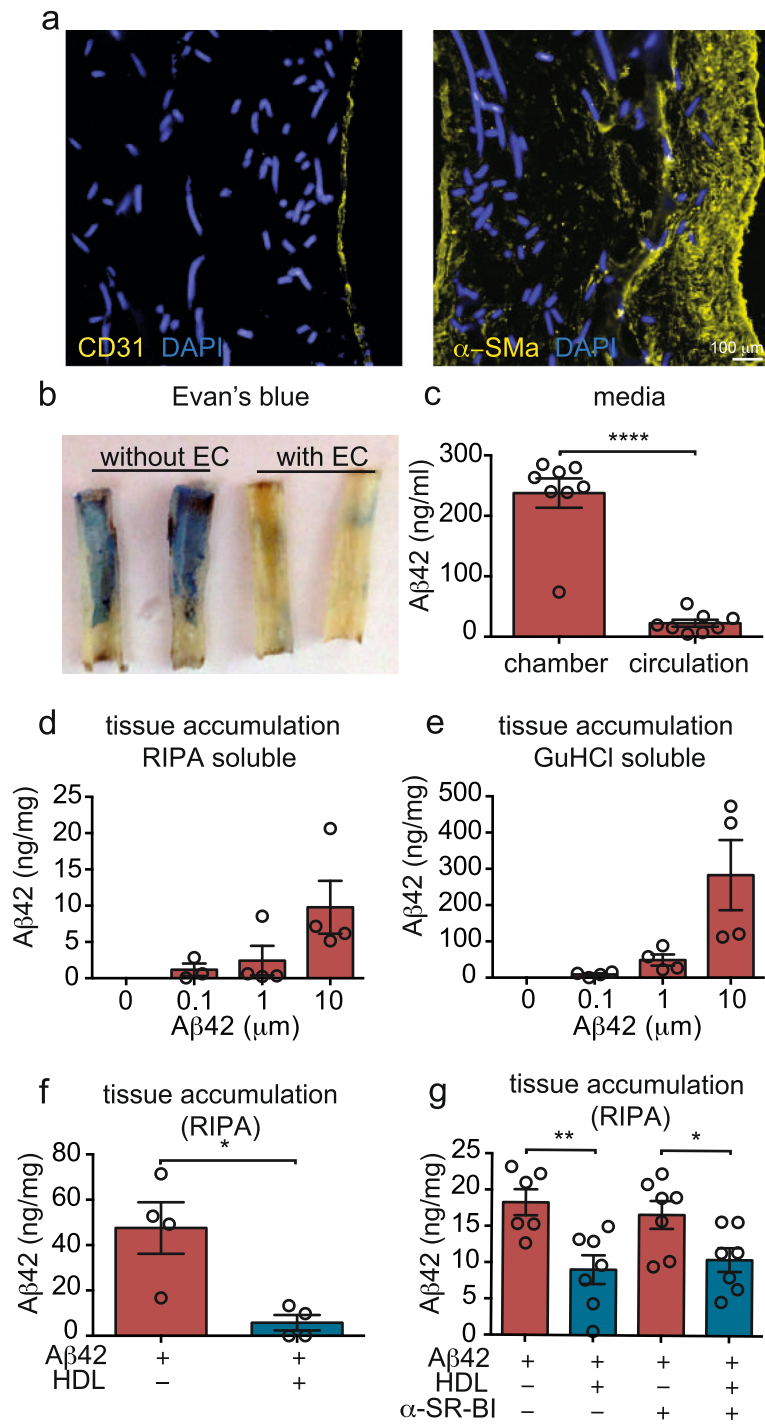 a
CD31 DAPI
α–SMa DAPI
100 μm
b Evan's blue
without EC with EC
c media
****
Aβ42 (ng/ml)
300
200
100
0
chamber circulation
d tissue accumulation
RIPA soluble
Aβ42 (ng/mg)
25
20
15
10
5
0
0 0.1 1 10
Aβ42 (μm)
e tissue accumulation
GuHCl soluble
Aβ42 (ng/mg)
500
400
300
200
100
0
0 0.1 1 10
Aβ42 (μm)
f tissue accumulation
(RIPA)
*
Aβ42 (ng/mg)
80
60
40
20
0
Aβ42 + +
HDL – +
g tissue accumulation
(RIPA)
** *
Aβ42 (ng/mg)
25
20
15
10
5
0
Aβ42 + + + +
HDL – + – +
α-SR-BI – – + +